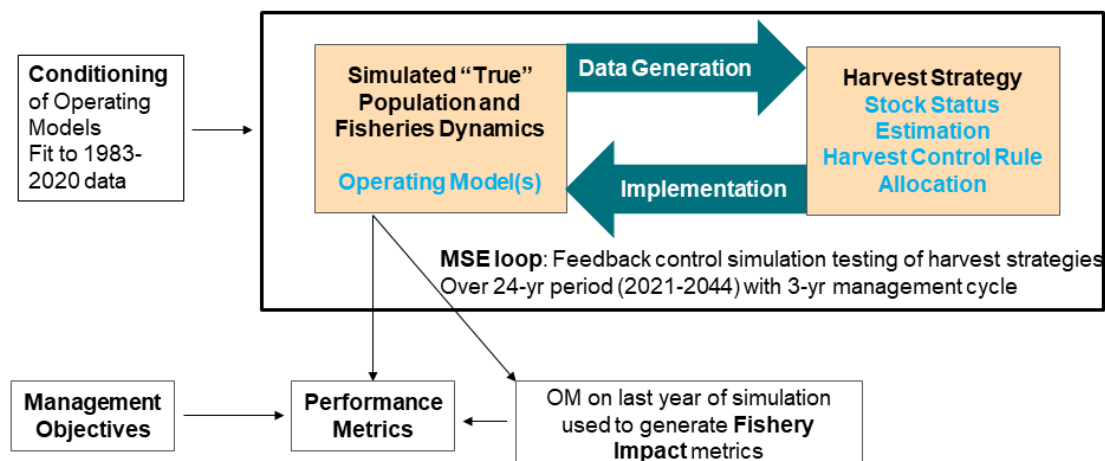 Conditioning
of Operating
Models
Fit to 1983-
2020 data
Simulated “True”
Population and
Fisheries Dynamics
Operating Model(s)
Data Generation
Implementation
Harvest Strategy
Stock Status
Estimation
Harvest Control Rule
Allocation
MSE loop: Feedback control simulation testing of harvest strategies
Over 24-yr period (2021-2044) with 3-yr management cycle
Management
Objectives
Performance
Metrics
OM on last year of simulation
used to generate Fishery
Impact metrics